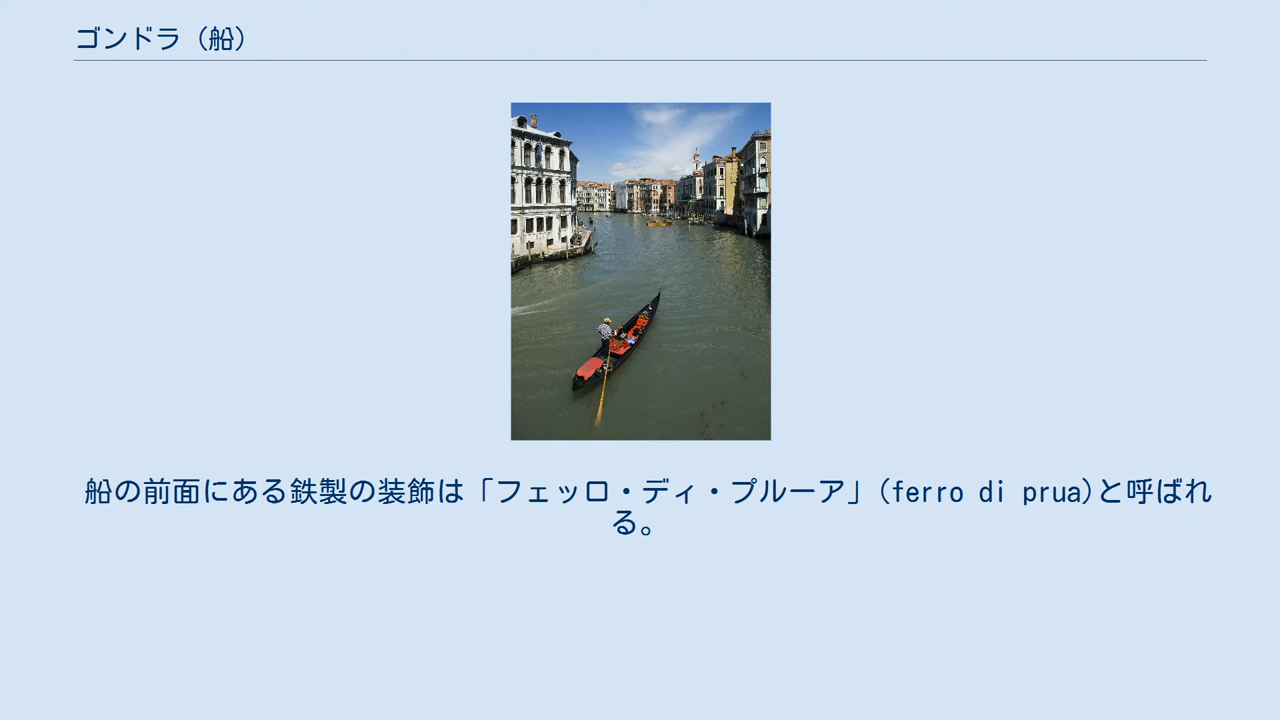 ゴンドラ（船）
船の前面にある鉄製の装飾は「フェッロ・ディ・プルーア」(ferro di prua)と呼ばれ
る。